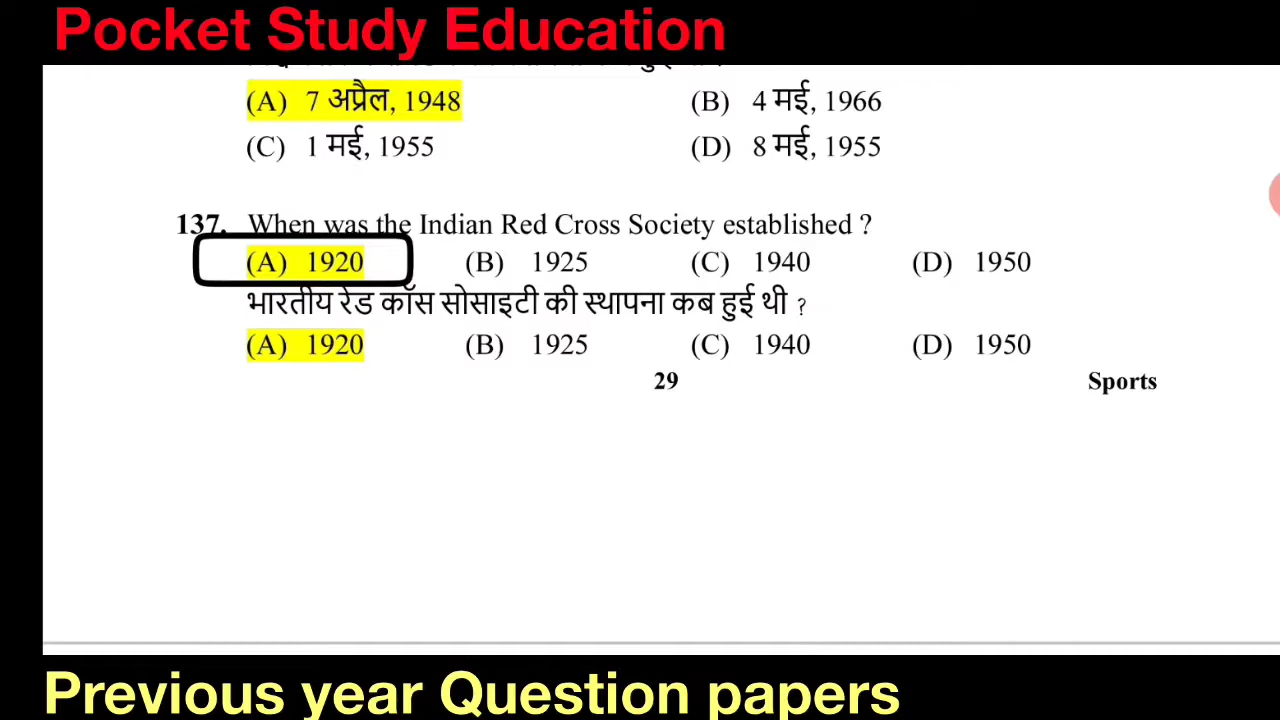 Pocket Study Education
(A) 7 अप्रैल, 1948 (B) 4 मई, 1966
(C) 1 मई, 1955 (D) 8 मई, 1955
137. When was the Indian Red Cross Society established ?
(A) 1920 (B) 1925 (C) 1940 (D) 1950
भारतीय रेड कॉस सोसाइटी की स्थापना कब हुई थी ?
(A) 1920 (B) 1925 (C) 1940 (D) 1950
29 Sports
Previous year Question papers